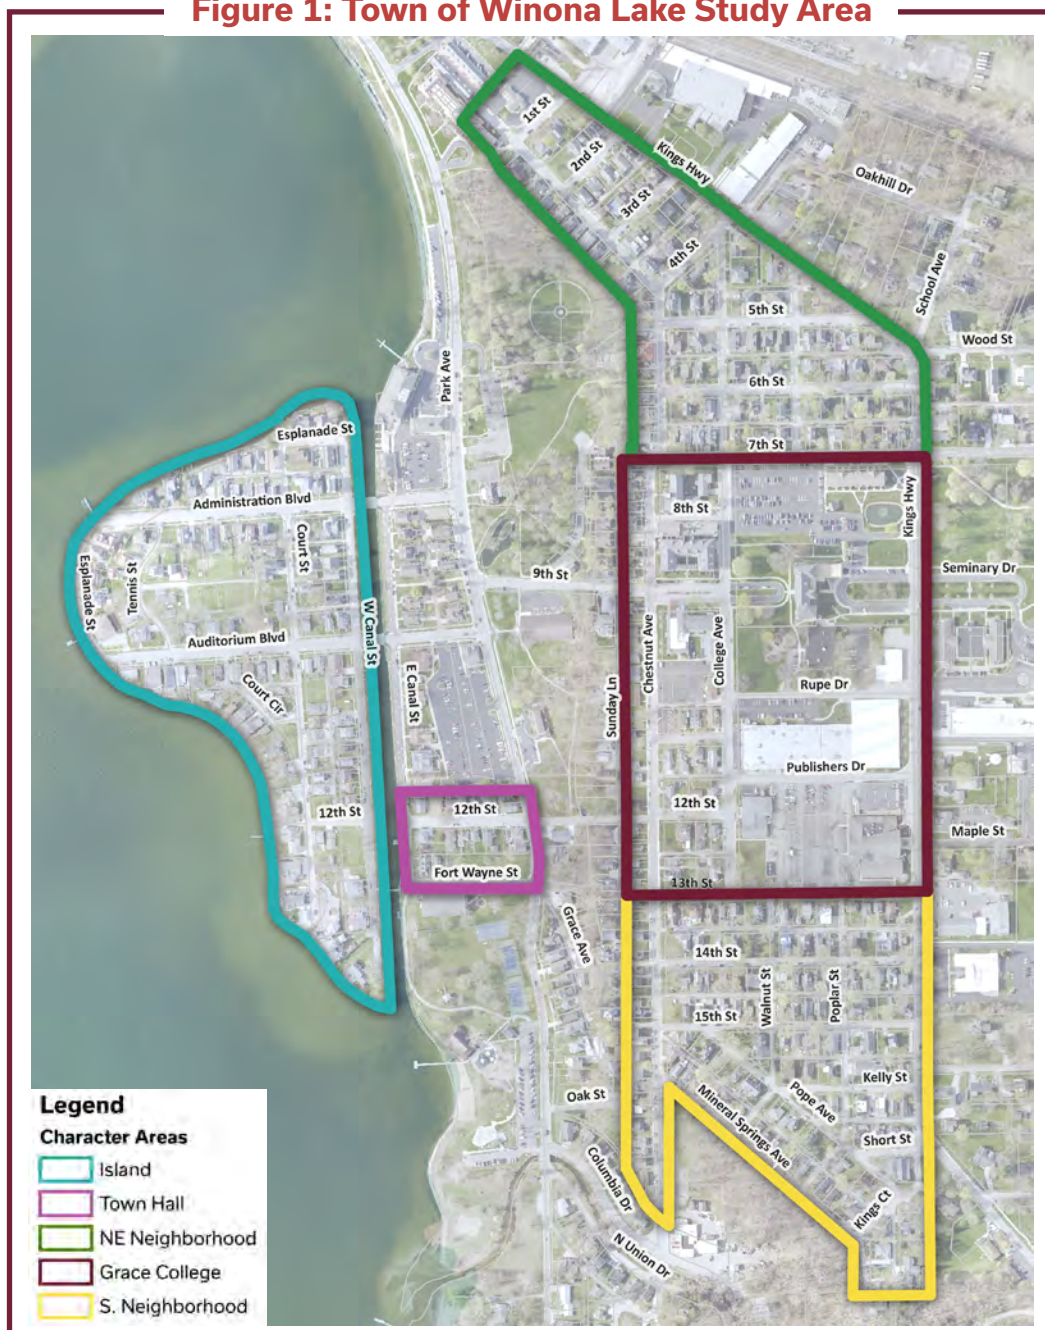 Figure 1: Town of Winona Lake Study Area
1st St
2nd St
Kings Hwy
3rd St
Oakhill Dr
4th St
School Ave
5th St
Wood St
Park Ave
6th St
Esplanade St
7th St
Administration Blvd
8th St
Kings Hwy
Court St
Esplanade St
Tennis St
9th St
Seminary Dr
W Canal St
Auditorium Blvd
Chestnut Ave
College Ave
E Canal St
Court Cir
Sunday Ln
Rupe Dr
Publishers Dr
12th St
12th St
12th St
Maple St
Fort Wayne St
13th St
Grace Ave
14th St
Walnut St
Poplar St
15th St
Kelly St
Oak St
Mineral Springs Ave
Pope Ave
Short St
Columbia Dr
Kings Ct
N Union Dr
Legend
Character Areas
Island
Town Hall
NE Neighborhood
Grace College
S. Neighborhood